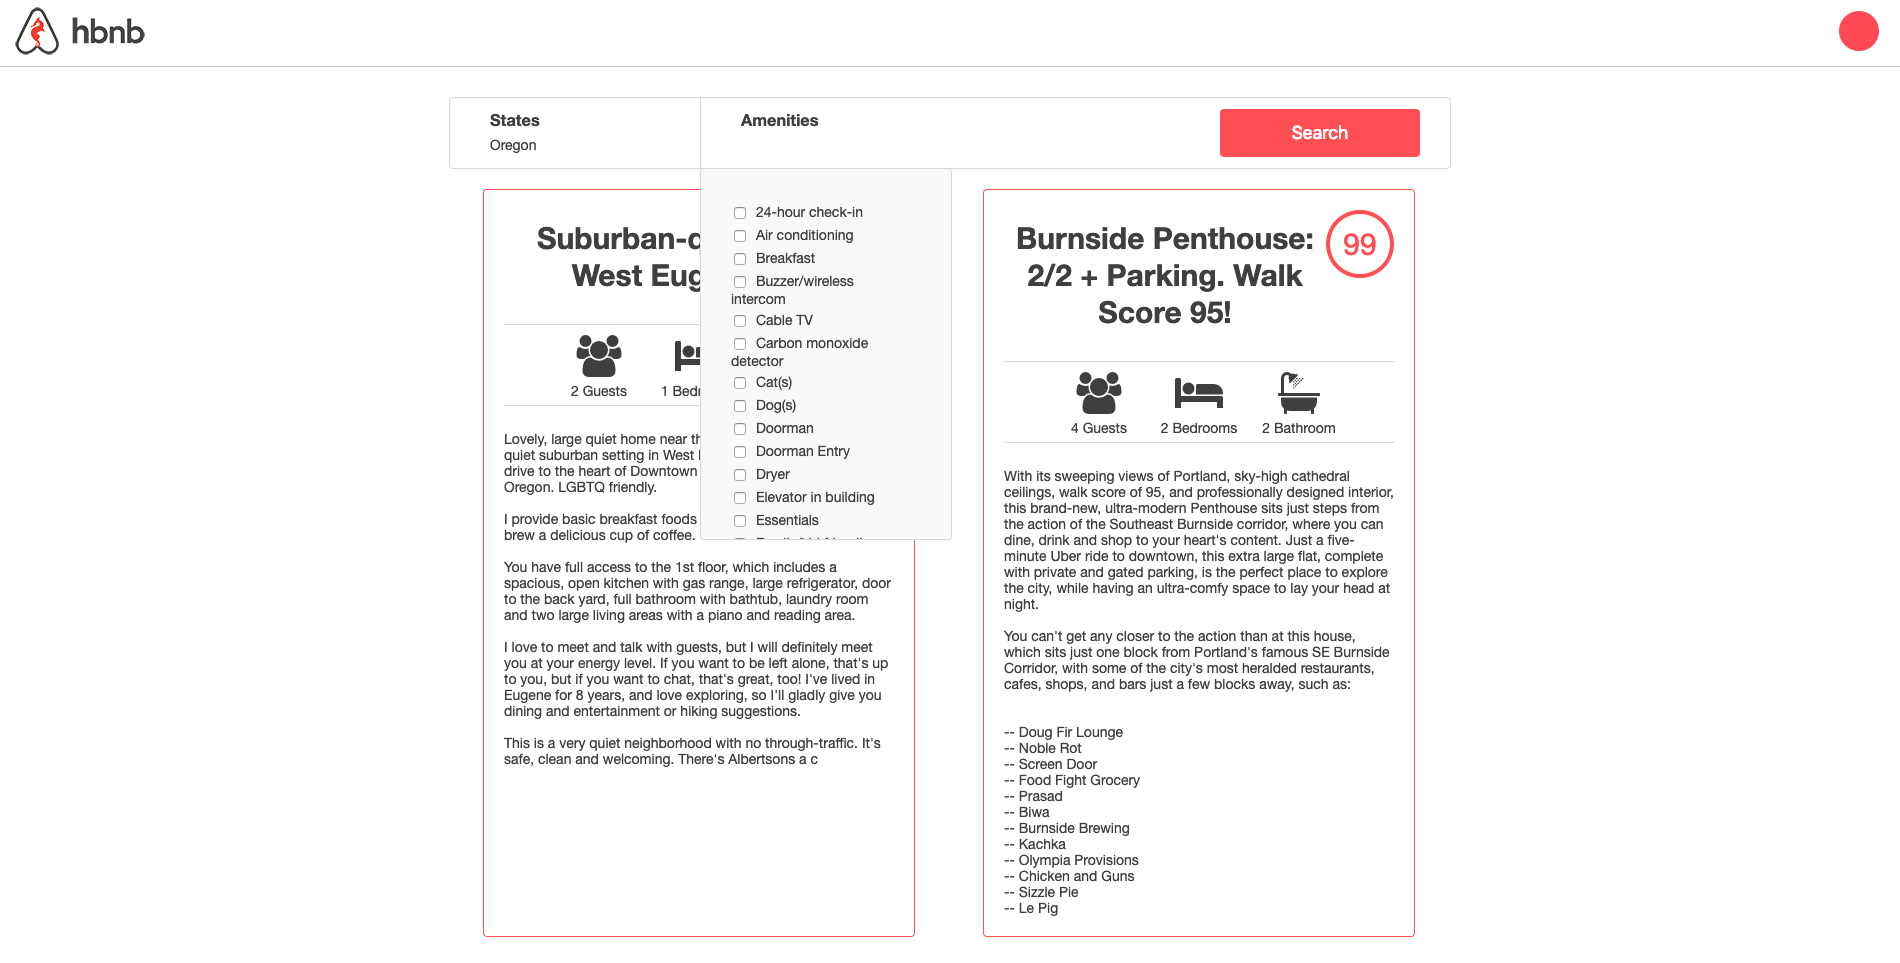 hbnb
States
Oregon
Amenities
Search
24-hour check-in
Air conditioning
Breakfast
Buzzer/wireless
intercom
Cable TV
Carbon monoxide
detector
Cat(s)
Dog(s)
Doorman
Doorman Entry
Dryer
Elevator in building
Essentials
Suburban-
West Eug
2 Guests
1 Bed
Lovely, large quiet home near
quiet suburban setting in West
drive to the heart of Downtown
Oregon. LGBTQ friendly.
I provide basic breakfast foods
brew a delicious cup of coffee.
You have full access to the 1st floor, which includes a
spacious, open kitchen with gas range, large refrigerator, door
to the back yard, full bathroom with bathtub, laundry room
and two large living areas with a piano and reading area.
I love to meet and talk with guests, but I will definitely meet
you at your energy level. If you want to be left alone, that's up
to you, but if you want to chat, that's great, too! I've lived in
Eugene for 8 years, and love exploring, so I'll gladly give you
dining and entertainment or hiking suggestions.
This is a very quiet neighborhood with no through-traffic. It's
safe, clean and welcoming. There's Albertsons a c
Burnside Penthouse:
2/2 + Parking. Walk
Score 95!
99
4 Guests
2 Bedrooms
2 Bathroom
With its sweeping views of Portland, sky-high cathedral
ceilings, walk score of 95, and professionally designed interior,
this brand-new, ultra-modern Penthouse sits just steps from
the action of the Southeast Burnside corridor, where you can
dine, drink and shop to your heart's content. Just a five-
minute Uber ride to downtown, this extra large flat, complete
with private and gated parking, is the perfect place to explore
the city, while having an ultra-comfy space to lay your head at
night.
You can't get any closer to the action than at this house,
which sits just one block from Portland's famous SE Burnside
Corridor, with some of the city's most heralded restaurants,
cafes, shops, and bars just a few blocks away, such as:
-- Doug Fir Lounge
-- Noble Rot
-- Screen Door
-- Food Fight Grocery
-- Prasad
-- Biwa
-- Burnside Brewing
-- Kachka
-- Olympia Provisions
-- Chicken and Guns
-- Sizzle Pie
-- Le Pig